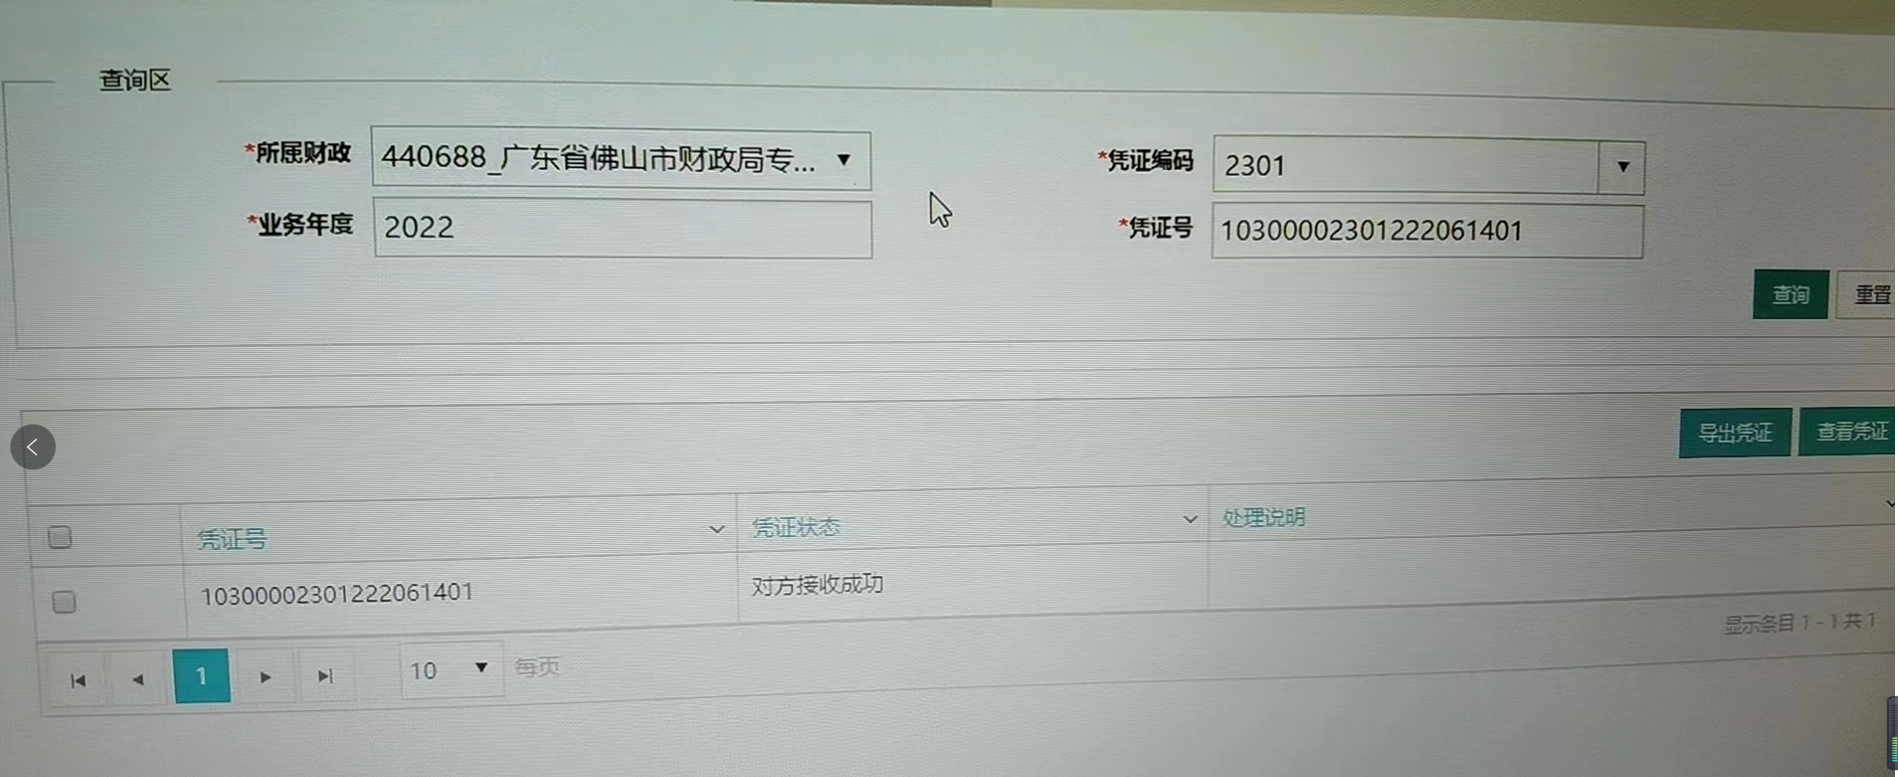 查询区
*所属财政 440688_广东省佛山市财政局专... *凭证编码 2301
*业务年度 2022 *凭证号 10300002301222061401
查询 重置
导出凭证 查看凭证
凭证号 凭证状态 处理说明
10300002301222061401 对方接收成功
显示条目 1 - 1 共 1
1 10 每页